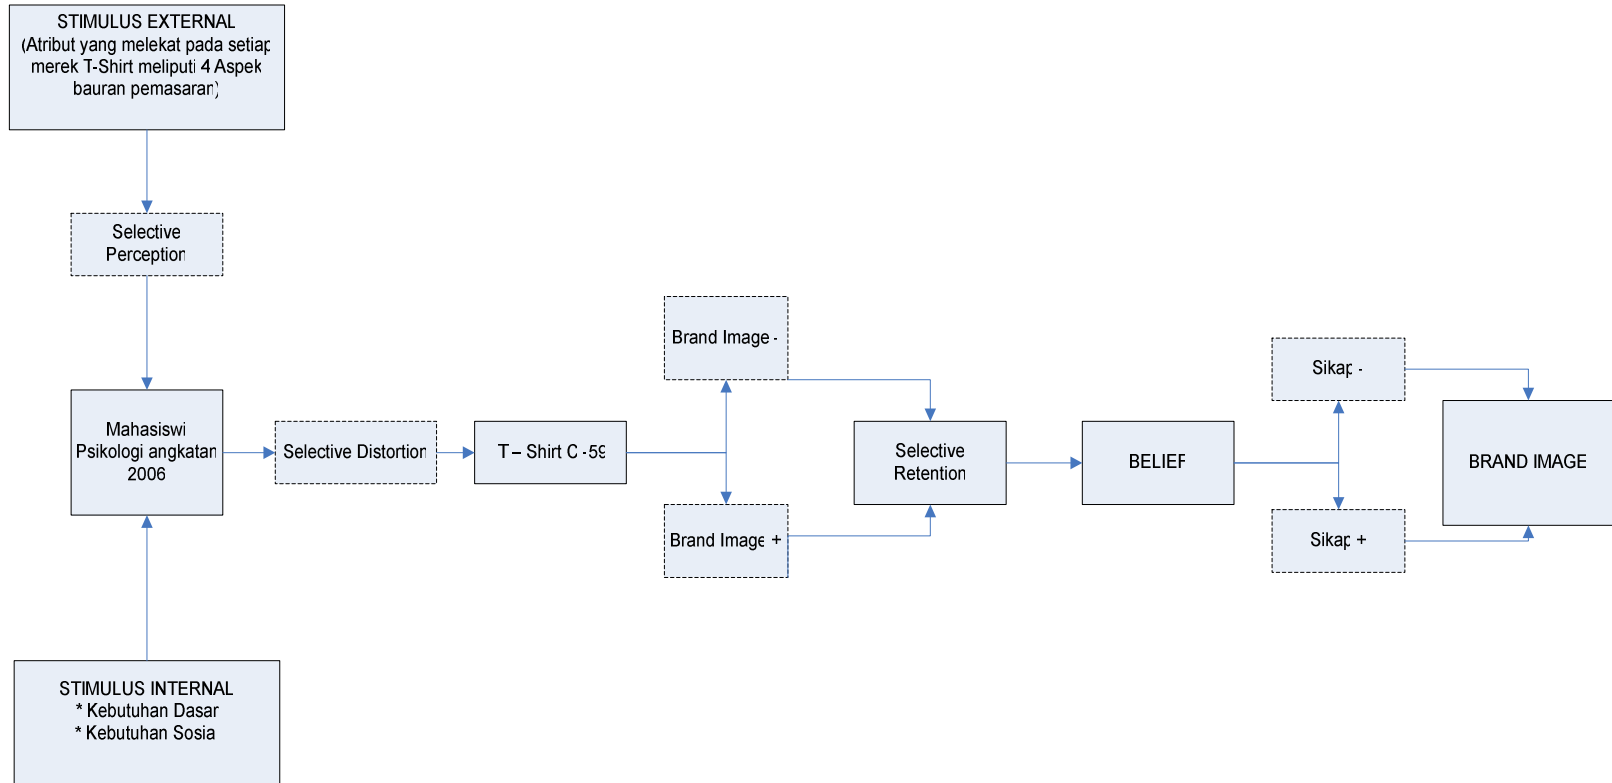 STIMULUS EXTERNAL
(Atribut yang melekat pada setiap
merek T-Shirt meliputi 4 Aspek
bauran pemasaran)
Selective
Perception
Mahasiswi
Psikologi angkatan
2006
STIMULUS INTERNAL
* Kebutuhan Dasar
* Kebutuhan Sosia
Selective Distortion
T – Shirt C -59
Brand Image -
Brand Image +
Selective
Retention
BELIEF
Sikap -
Sikap +
BRAND IMAGE